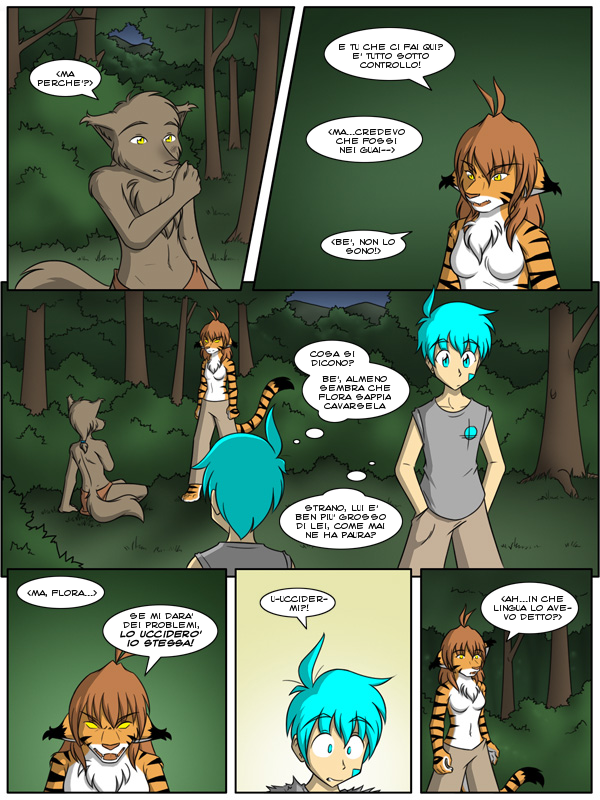 <MA
PERCHE'?>
E TU CHE CI FAI QUI?
E' TUTTO SOTTO
CONTROLLO!
<MA...CREDEVO
CHE FOSSI
NEI GUAI-->
<BE', NON LO
SONO!>
COSA SI
DICONO?
BE', ALMENO
SEMBRA CHE
FLORA SAPPIA
CAVARSELA
STRANO, LUI E'
BEN PIU' GROSSO
DI LEI, COME MAI
NE HA PAURA?
<MA, FLORA...>
SE MI DARA'
DEI PROBLEMI,
LO UCCIDERO'
IO STESSA!
U-UCCIDER-
MI?!
<AH...IN CHE
LINGUA LO AVE-
VO DETTO?>